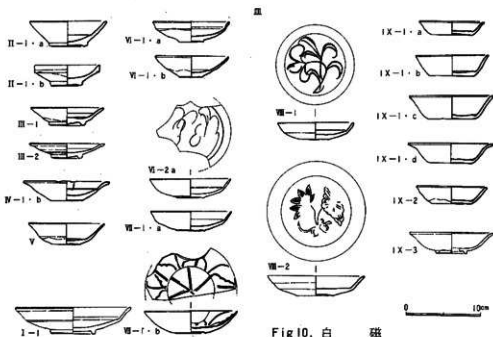 II-1・a
II-1・b
III-1
III-2
IV-1・b
V
I-1
VI-1・a
VI-1・b
VI-2a
VII-1・a
VII-1・b
III
VIII-1
VIII-2
IX-1・a
IX-1・b
IX-1・c
IX-1・d
IX-2
IX-3
0 10cm
Fig10. 白 磁